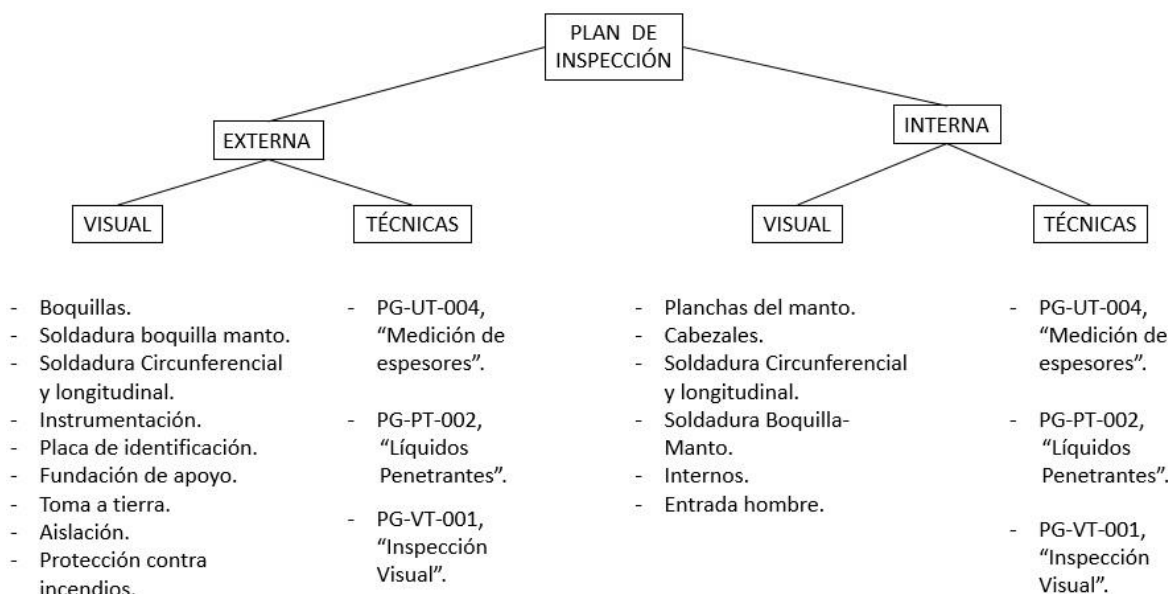 PLAN DE
INSPECCIÓN
EXTERNA
INTERNA
VISUAL
TÉCNICAS
VISUAL
TÉCNICAS
- Boquillas.
- Soldadura boquilla manto.
- Soldadura Circunferencial
y longitudinal.
- Instrumentación.
- Placa de identificación.
- Fundación de apoyo.
- Toma a tierra.
- Aislación.
- Protección contra
incendios.
- PG-UT-004,
“Medición de
espesores”.
- PG-PT-002,
“Líquidos
Penetrantes”.
- PG-VT-001,
“Inspección
Visual”.
- Planchas del manto.
- Cabezales.
- Soldadura Circunferencial
y longitudinal.
- Soldadura Boquilla-
Manto.
- Internos.
- Entrada hombre.
- PG-UT-004,
“Medición de
espesores”.
- PG-PT-002,
“Líquidos
Penetrantes”.
- PG-VT-001,
“Inspección
Visual”.